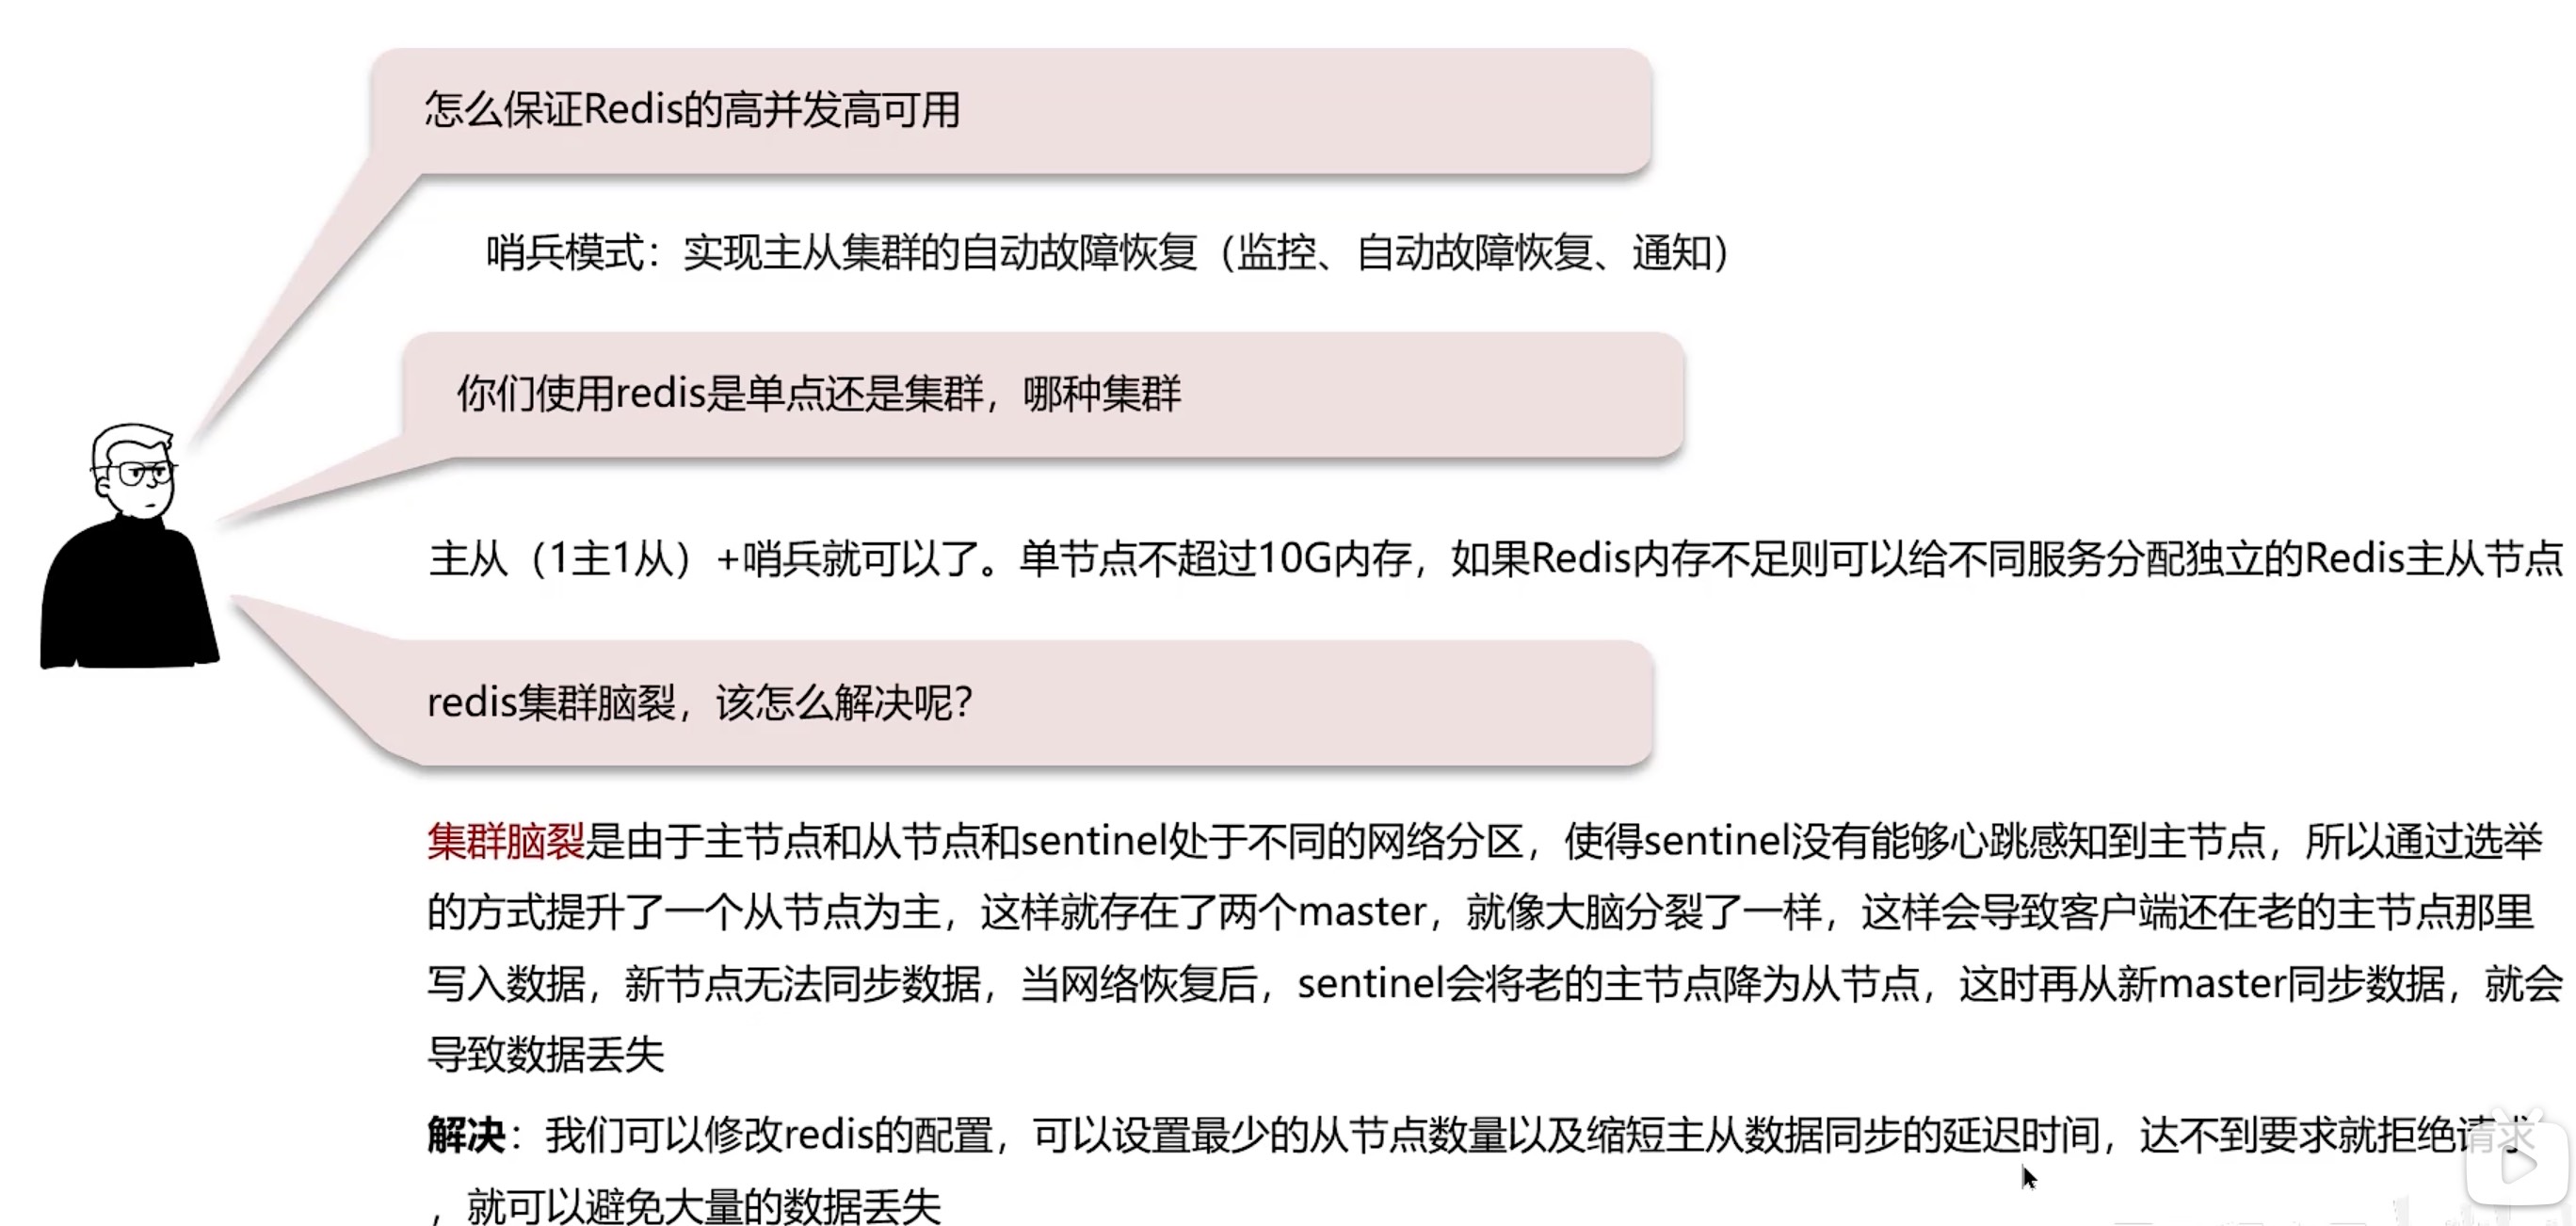 怎么保证Redis的高并发高可用
哨兵模式：实现主从集群的自动故障恢复（监控、自动故障恢复、通知）
你们使用redis是单点还是集群，哪种集群
主从（1主1从）+哨兵就可以了。单节点不超过10G内存，如果Redis内存不足则可以给不同服务分配独立的Redis主从节点
redis集群脑裂，该怎么解决呢？
集群脑裂是由于主节点和从节点和sentinel处于不同的网络分区，使得sentinel没有能够心跳感知到主节点，所以通过选举
的方式提升了一个从节点为主，这样就存在了两个master，就像大脑分裂了一样，这样会导致客户端还在老的主节点那里
写入数据，新节点无法同步数据，当网络恢复后，sentinel会将老的主节点降为从节点，这时再从新master同步数据，就会
导致数据丢失
解决：我们可以修改redis的配置，可以设置最少的从节点数量以及缩短主从数据同步的延迟时间，达不到要求就拒绝请求
，就可以避免大量的数据丢失